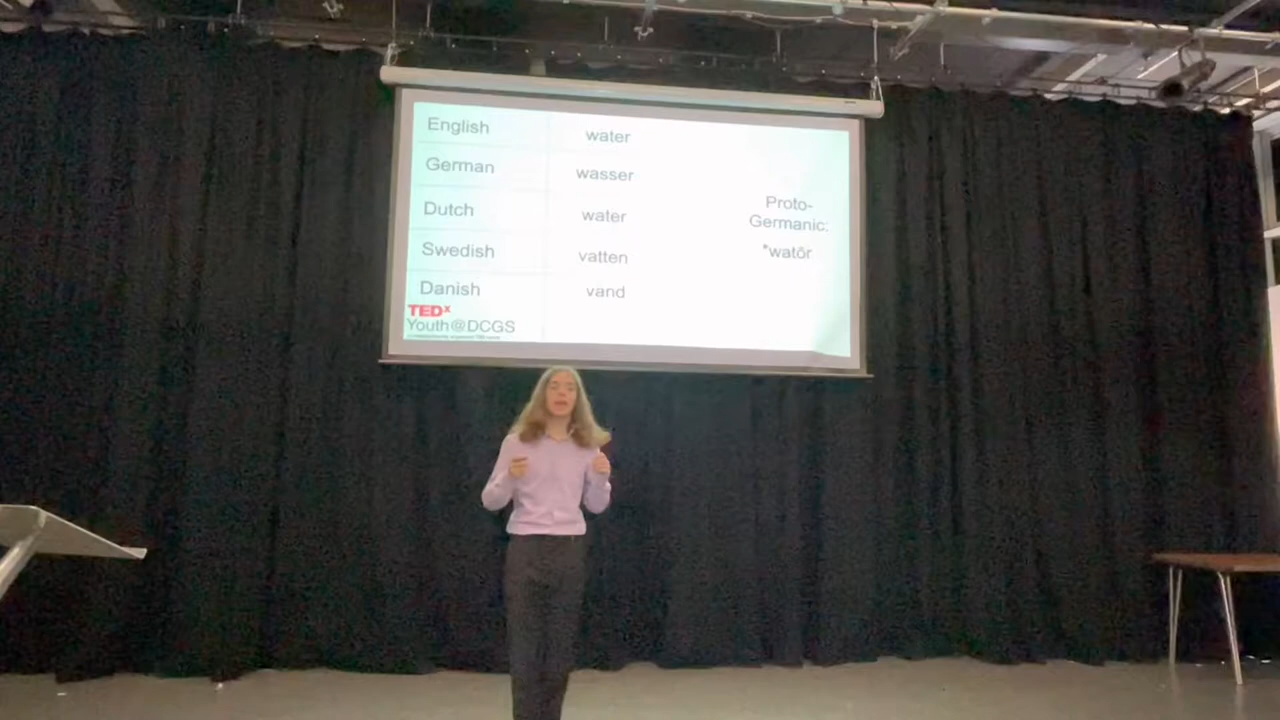 English water
German wasser
Dutch water
Swedish vatten
Danish vand
Proto-
Germanic:
*watōr
TEDx
Youth@DCGS